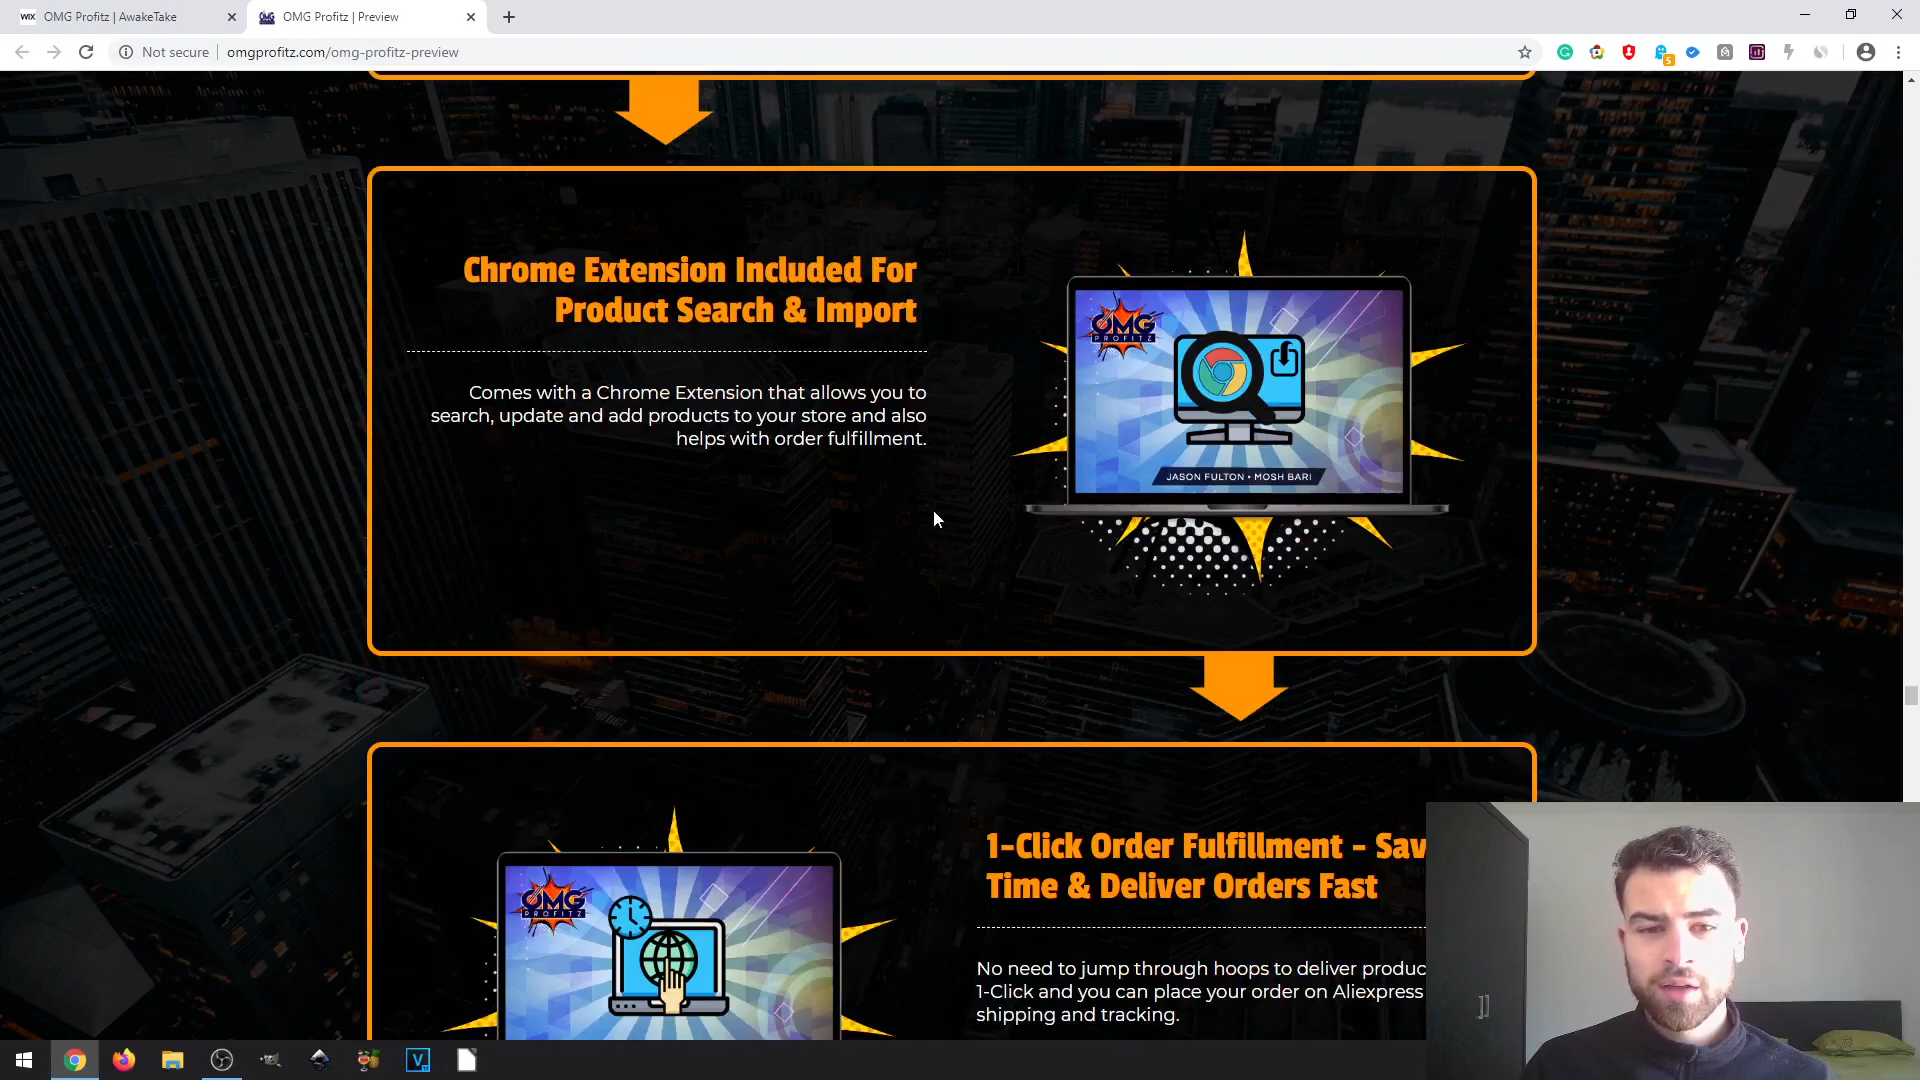 WIX OMG Profitz | AwakeTake
OMG Profitz | Preview
Not secure
omgprofitz.com/omg-profitz-preview
5
Chrome Extension Included For
Product Search & Import
Comes with a Chrome Extension that allows you to
search, update and add products to your store and also
helps with order fulfillment.
OMG
PROFITZ
JASON FULTON • MOSH BARI
1-Click Order Fulfillment - Sav
Time & Deliver Orders Fast
No need to jump through hoops to deliver produc
1-Click and you can place your order on Aliexpress
shipping and tracking.
OMG
PROFITZ
V